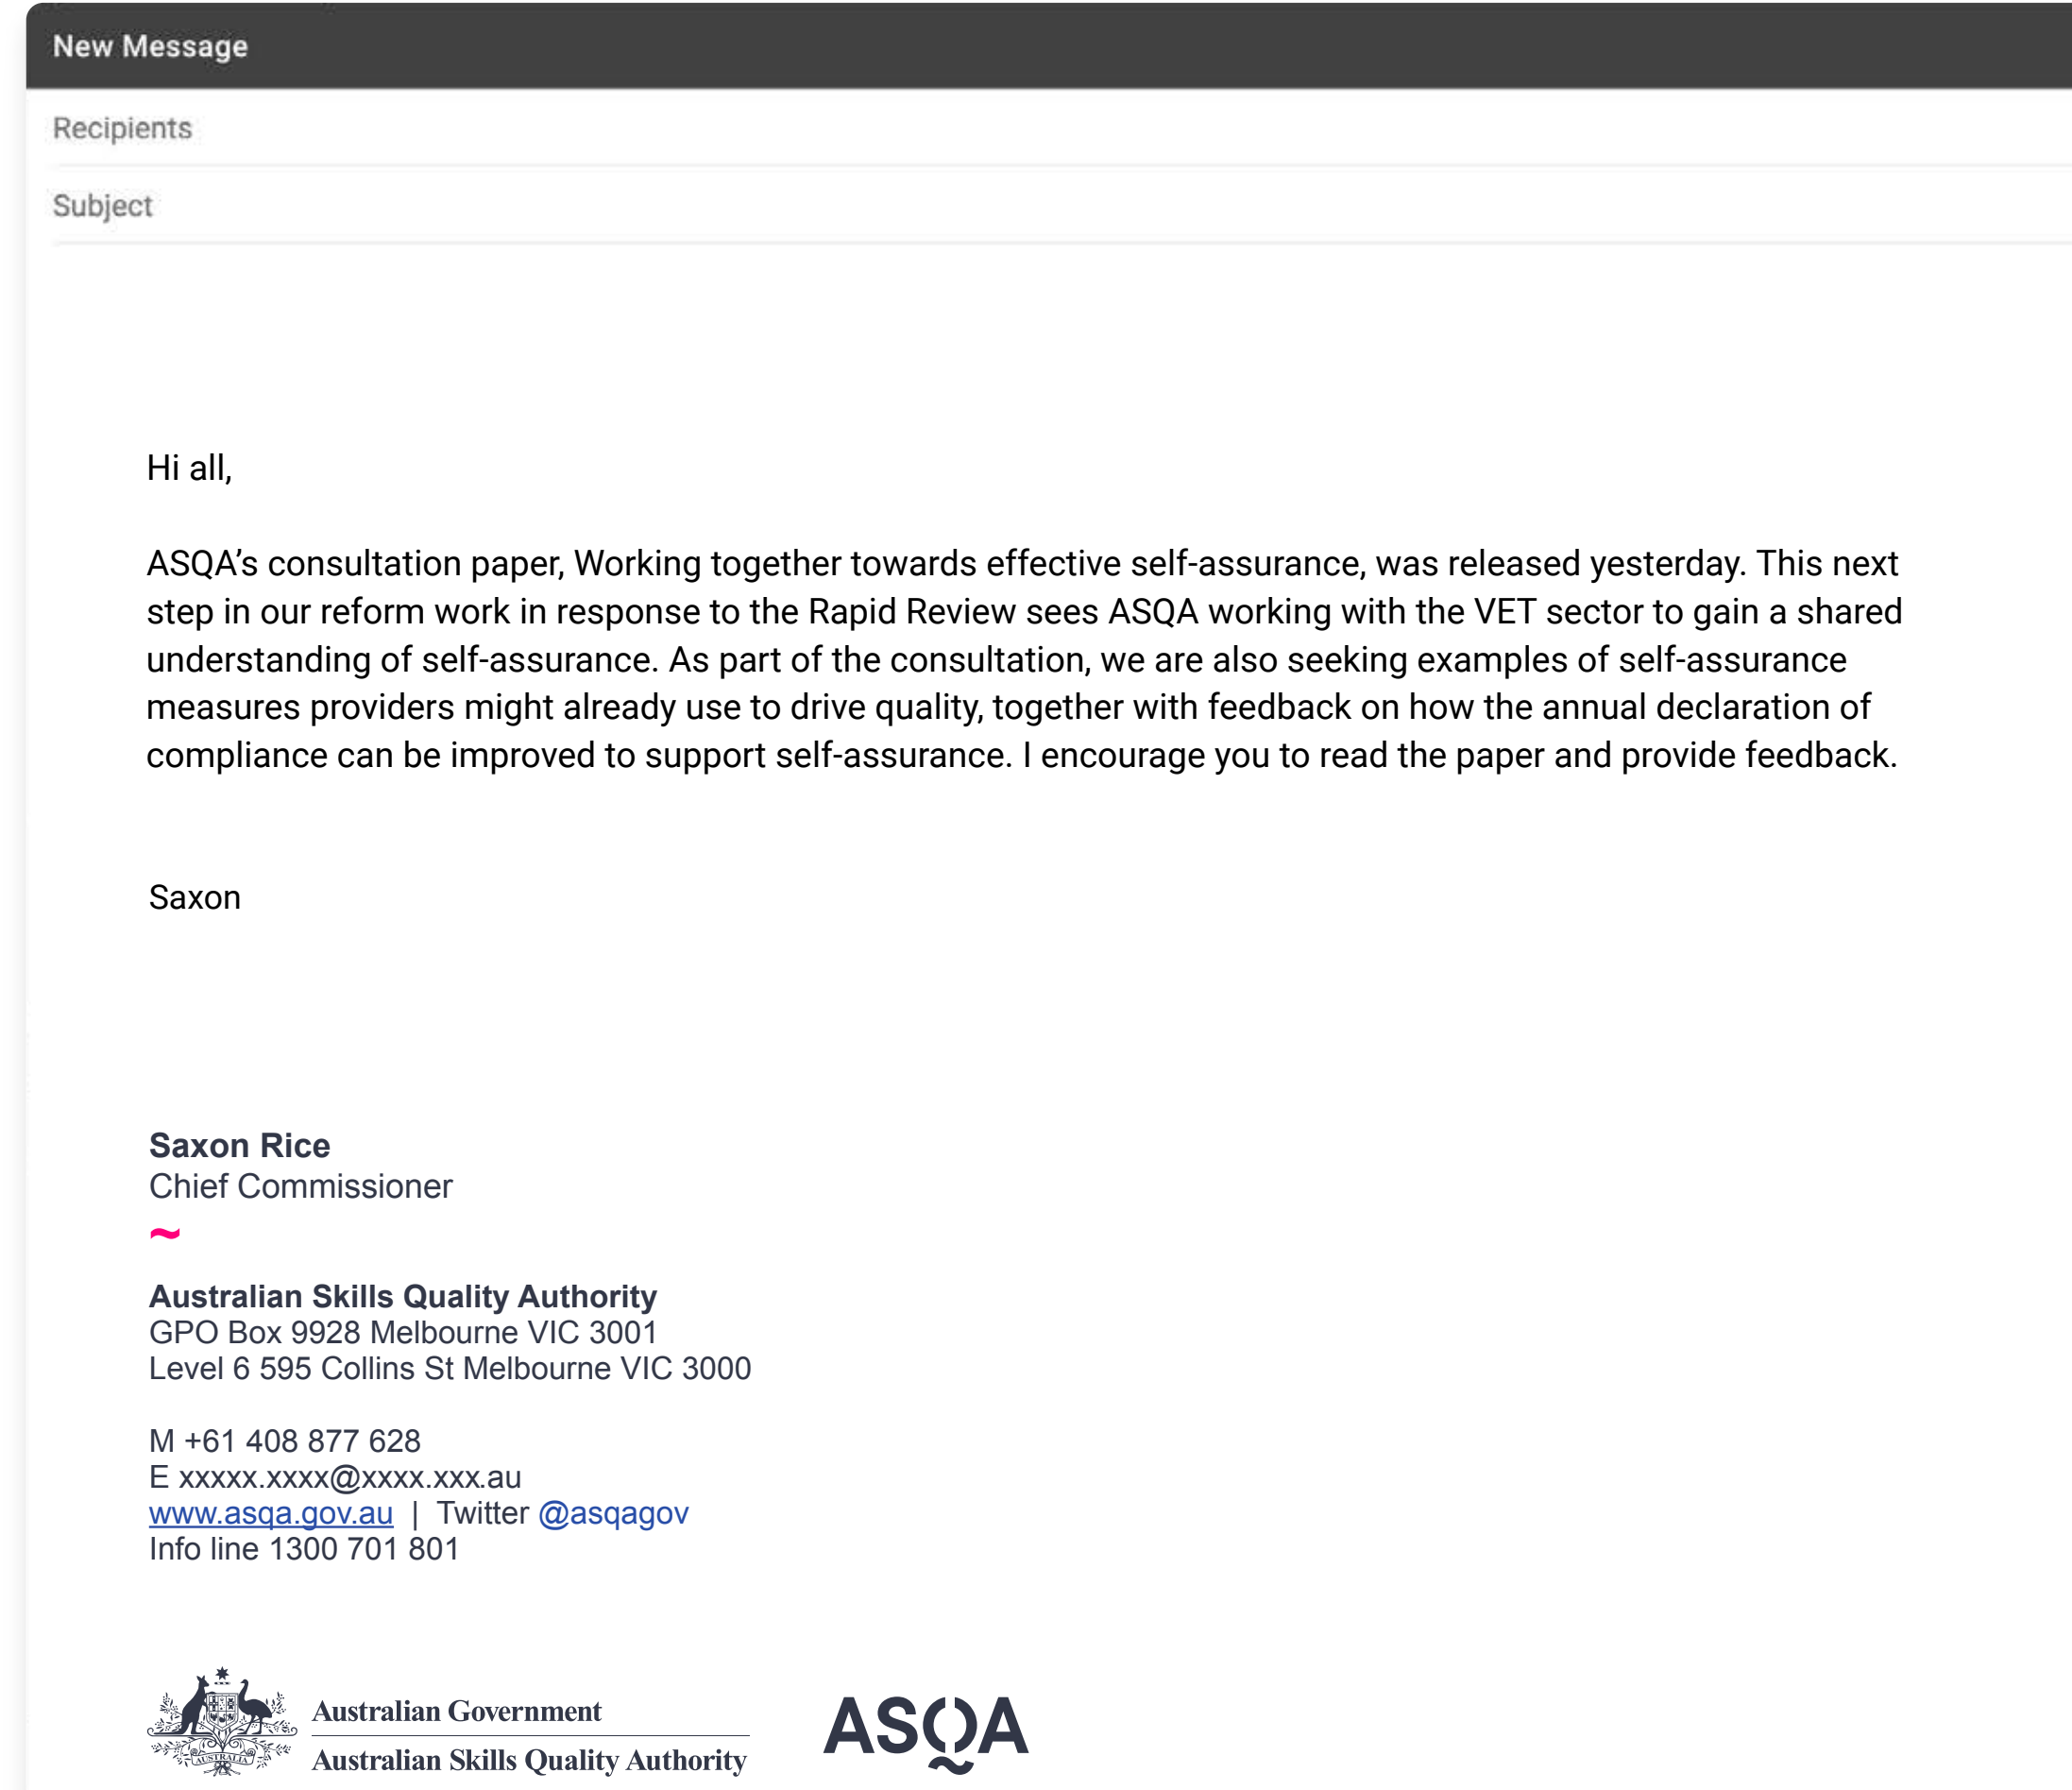 New Message
Recipients
Subject
Hi all,
ASQA’s consultation paper, Working together towards effective self-assurance, was released yesterday. This next
step in our reform work in response to the Rapid Review sees ASQA working with the VET sector to gain a shared
understanding of self-assurance. As part of the consultation, we are also seeking examples of self-assurance
measures providers might already use to drive quality, together with feedback on how the annual declaration of
compliance can be improved to support self-assurance. I encourage you to read the paper and provide feedback.
Saxon
Saxon Rice
Chief Commissioner
~
Australian Skills Quality Authority
GPO Box 9928 Melbourne VIC 3001
Level 6 595 Collins St Melbourne VIC 3000
M +61 408 877 628
E xxxxx.xxxx@xxxx.xxx.au
www.asqa.gov.au | Twitter @asqagov
Info line 1300 701 801
AUSTRALIA
Australian Government
Australian Skills Quality Authority
ASQA